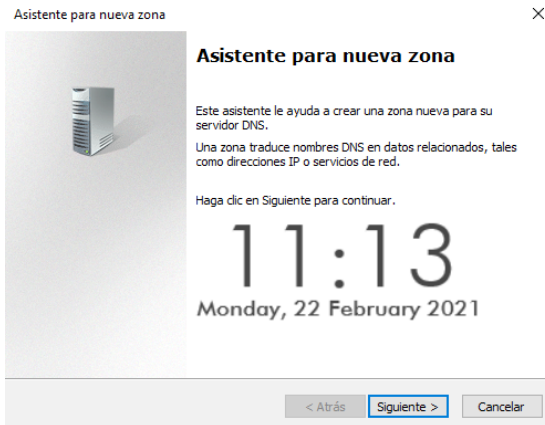 Asistente para nueva zona
Asistente para nueva zona
Este asistente le ayuda a crear una zona nueva para su
servidor DNS.
Una zona traduce nombres DNS en datos relacionados, tales
como direcciones IP o servicios de red.
Haga clic en Siguiente para continuar.
11:13
Monday, 22 February 2021
< Atrás Siguiente > Cancelar